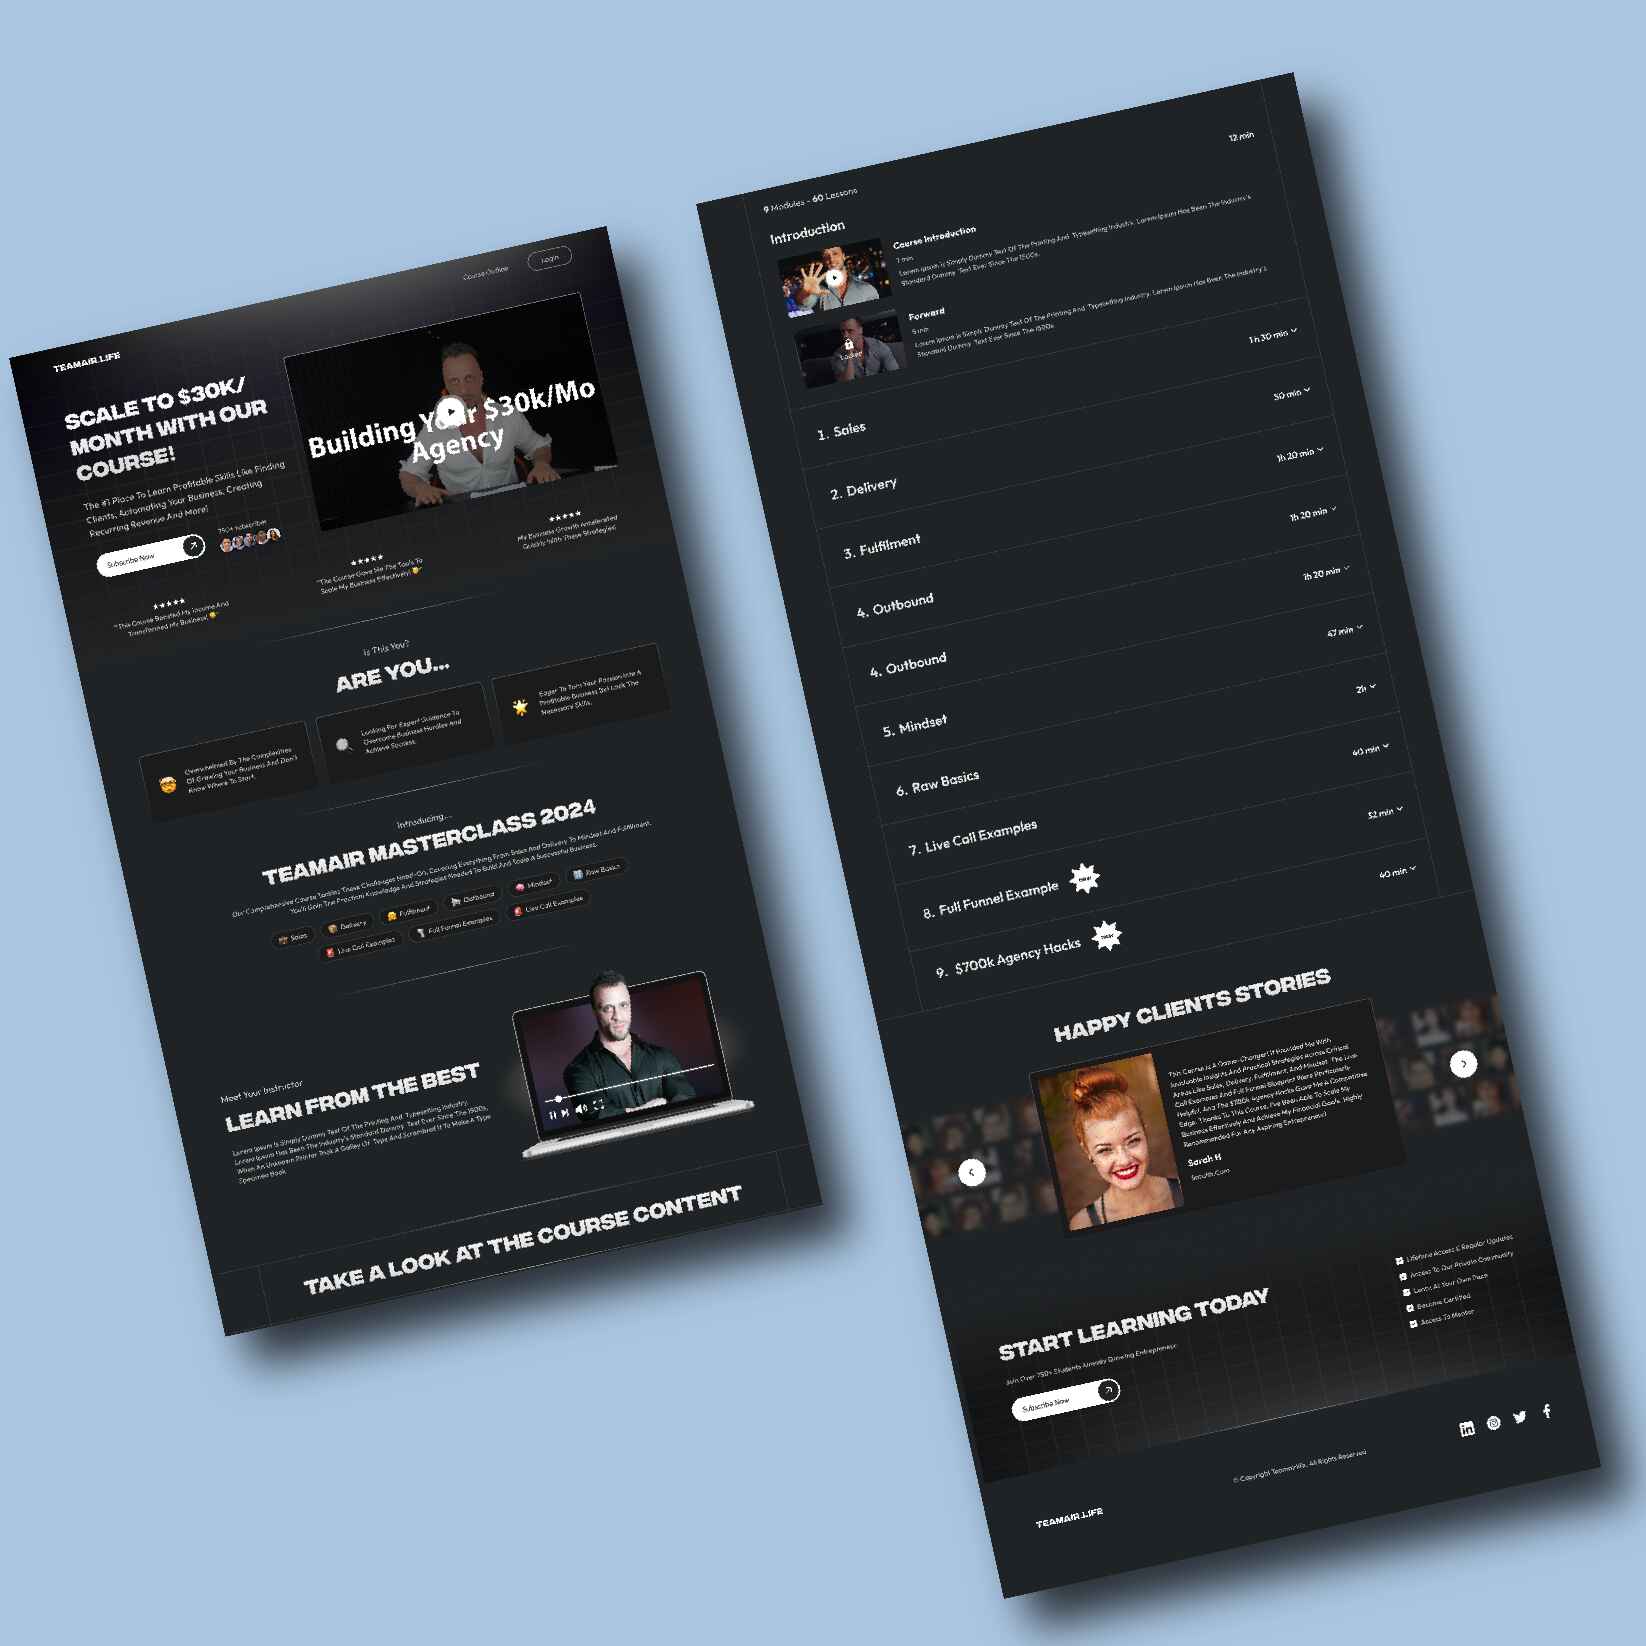 TEAMAIR.LIFE
Course Outline
Login
SCALE TO $30K/
MONTH WITH OUR
COURSE!
The #1 Place To Learn Profitable Skills Like Finding
Clients, Automating Your Business, Creating
Recurring Revenue And More!
Subscribe Now
750+ subscriber
Building Your $30k/Mo
Agency
"This Course Boosted My Income And
Transformed My Business!
"The Course Gave Me The Tools To
Scale My Business Effectively!
My Business Growth Accelerated
Quickly With These Strategies!
Is This You?
ARE YOU...
Overwhelmed By The Complexities
Of Growing Your Business And Don't
Know Where To Start.
Looking For Expert Guidance To
Overcome Business Hurdles And
Achieve Success.
Eager To Turn Your Passion Into A
Profitable Business But Lack The
Necessary Skills.
Introducing...
TEAMAIR MASTERCLASS 2024
Our Comprehensive Course Tackles These Challenges Head-On, Covering Everything From Sales And Delivery To Mindset And Fulfillment.
You'll Gain The Practical Knowledge And Strategies Needed To Build And Scale A Successful Business.
Sales
Delivery
Fulfilment
Outbound
Mindset
Raw Basics
Live Call Examples
Full Funnel Examples
Live Call Examples
Meet Your Instructor
LEARN FROM THE BEST
Lorem Ipsum Is Simply Dummy Text Of The Printing And Typesetting Industry.
Lorem Ipsum Has Been The Industry's Standard Dummy Text Ever Since The 1500s,
When An Unknown Printer Took A Galley Of Type And Scrambled It To Make A Type
Specimen Book.
TAKE A LOOK AT THE COURSE CONTENT
9 Modules - 60 Lessons
12 min
Introduction
Course Introduction
7 min
Lorem Ipsum Is Simply Dummy Text Of The Printing And Typesetting Industry. Lorem Ipsum Has Been The Industry's
Standard Dummy Text Ever Since The 1500s.
Forward
5 min
Lorem Ipsum Is Simply Dummy Text Of The Printing And Typesetting Industry. Lorem Ipsum Has Been The Industry's
Standard Dummy Text Ever Since The 1500s.
Locked
1. Sales
1h 30 min
2. Delivery
50 min
3. Fulfilment
1h 20 min
4. Outbound
1h 20 min
4. Outbound
1h 20 min
5. Mindset
47 min
6. Raw Basics
2h
7. Live Call Examples
40 min
8. Full Funnel Example
52 min
9. $700k Agency Hacks
40 min
HAPPY CLIENTS STORIES
This Course Is A Game-Changer! It Provided Me With
Invaluable Insights And Practical Strategies Across Critical
Areas Like Sales, Delivery, Fulfilment, And Mindset. The Live
Call Examples And Full Funnel Blueprint Were Particularly
Helpful, And The $700k Agency Hacks Gave Me A Competitive
Edge. Thanks To This Course, I've Been Able To Scale My
Business Effectively And Achieve My Financial Goals. Highly
Recommended For Any Aspiring Entrepreneurs!
Sarah H
START LEARNING TODAY
Join Over 750+ Students Already Growing Entrepreneur.
Subscribe Now
Lifetime Access & Regular Updates
Access To Our Private Community
Learn At Your Own Pace
Become Certified
Access To Mentor
© Copyright Teamairlife. All Rights Reserved
TEAMAIR.LIFE